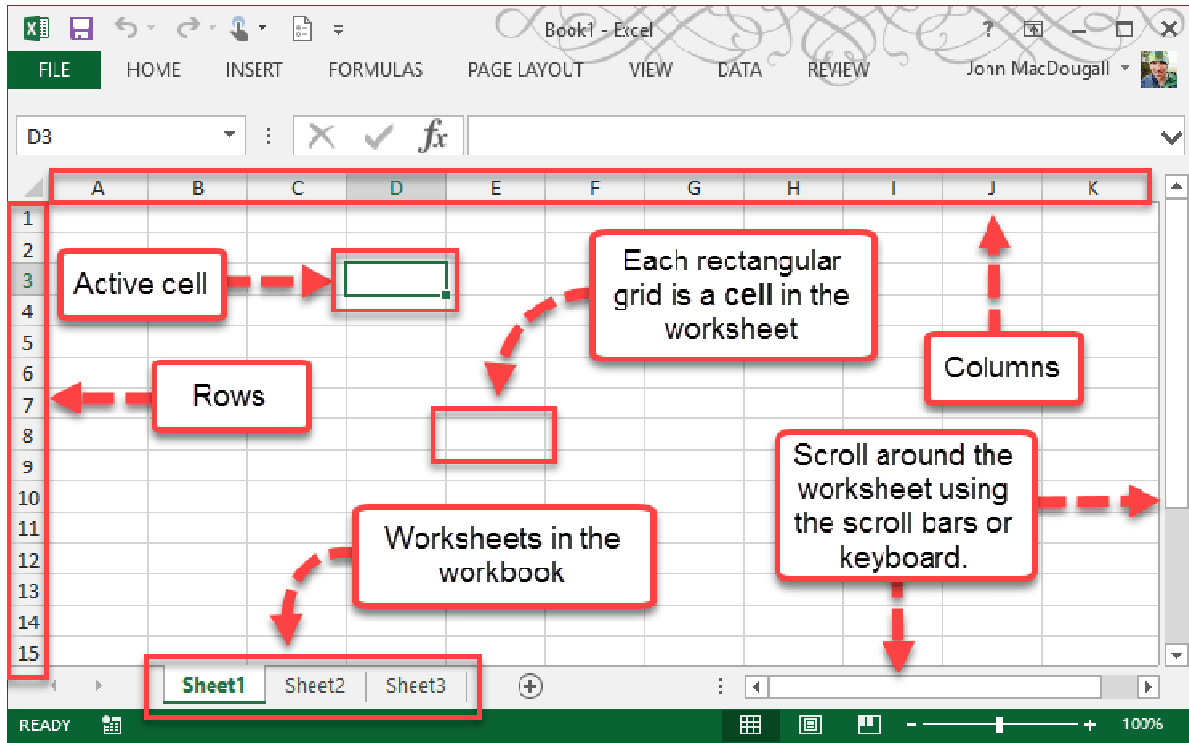 Book1 - Excel
?
FILE HOME INSERT FORMULAS PAGE LAYOUT VIEW DATA REVIEW John MacDougall
D3
fx
A B C D E F G H I J K
1
2
3
4
5
6
7
8
9
10
11
12
13
14
15
Active cell
Each rectangular
grid is a cell in the
worksheet
Columns
Rows
Scroll around the
worksheet using
the scroll bars or
keyboard.
Worksheets in the
workbook
Sheet1 Sheet2 Sheet3
READY
100%